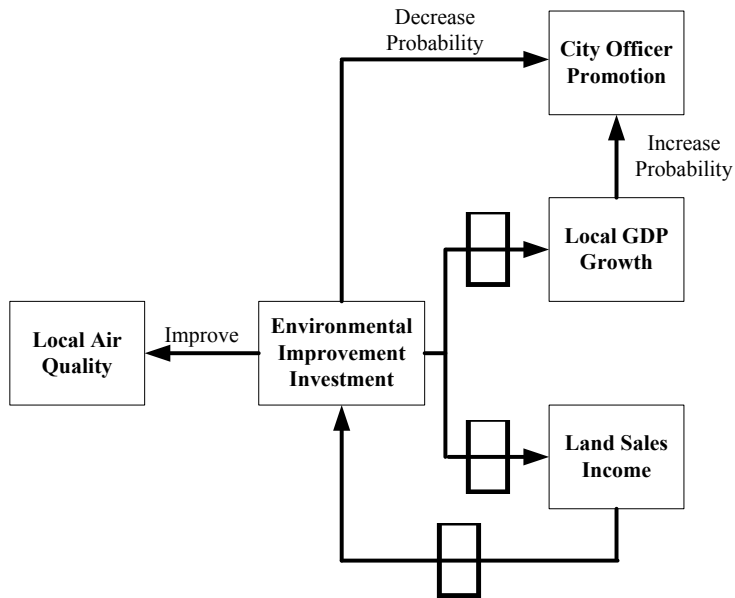 Decrease
Probability
City Officer
Promotion
Increase
Probability
Local GDP
Growth
Local Air
Quality
Improve
Environmental
Improvement
Investment
Land Sales
Income